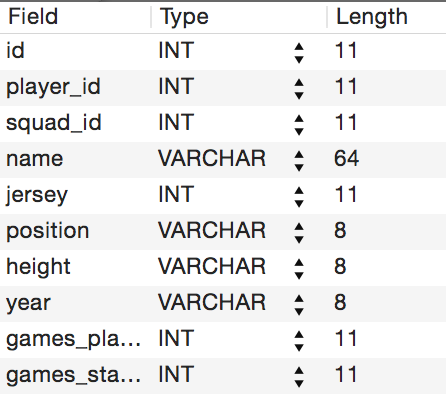 Field Type Length
id INT 11
player_id INT 11
squad_id INT 11
name VARCHAR 64
jersey INT 11
position VARCHAR 8
height VARCHAR 8
year VARCHAR 8
games_pla... INT 11
games_sta... INT 11